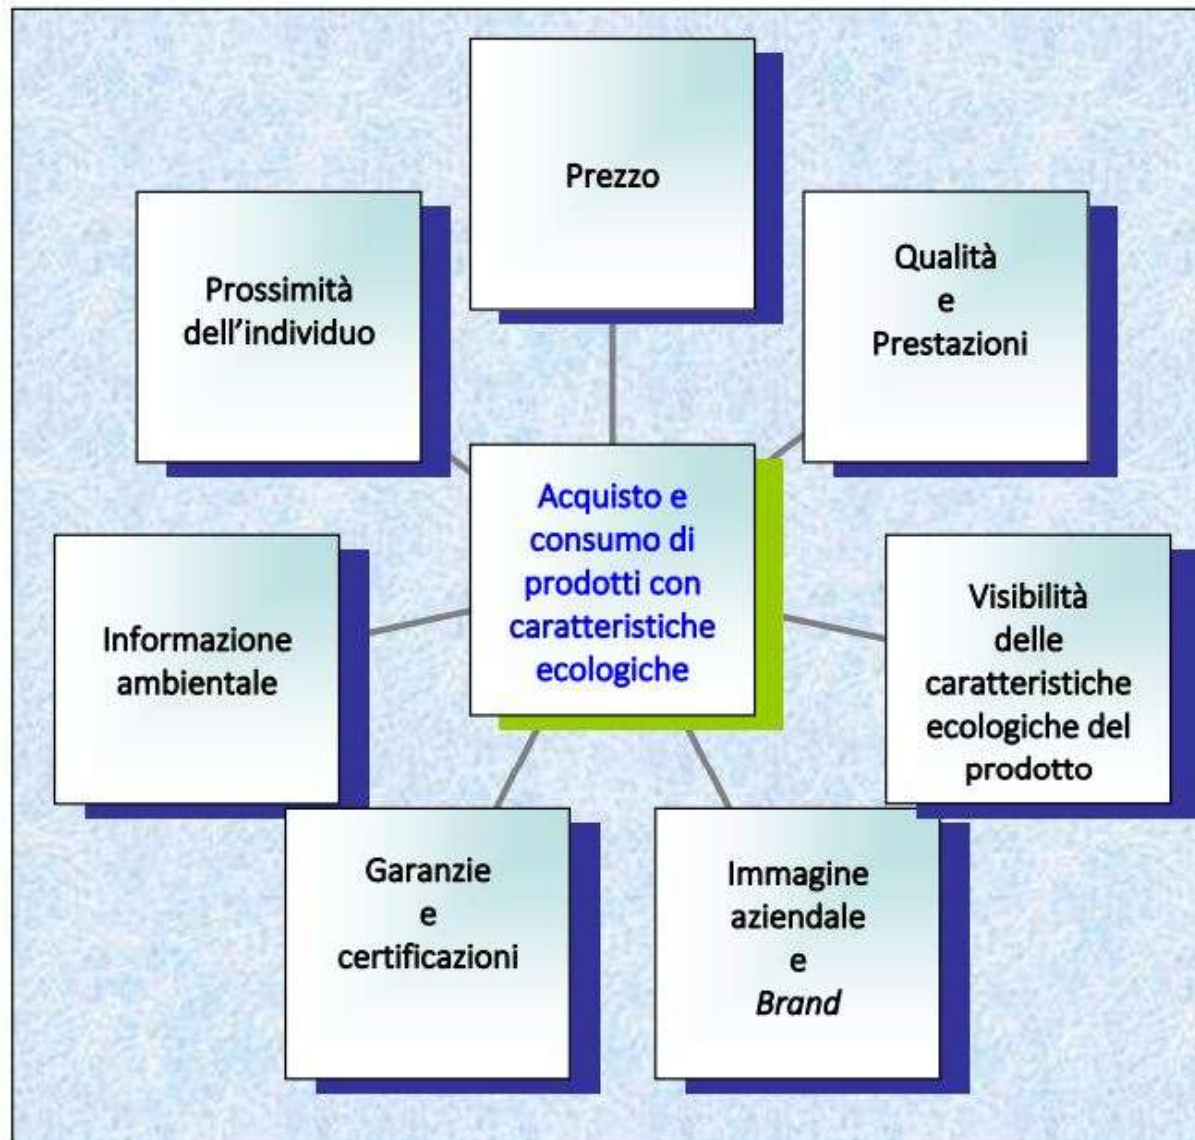 Prezzo
Prossimità
dell’individuo
Qualità
e
Prestazioni
Acquisto e
consumo di
prodotti con
caratteristiche
ecologiche
Informazione
ambientale
Visibilità
delle
caratteristiche
ecologiche del
prodotto
Garanzie
e
certificazioni
Immagine
aziendale
e
Brand